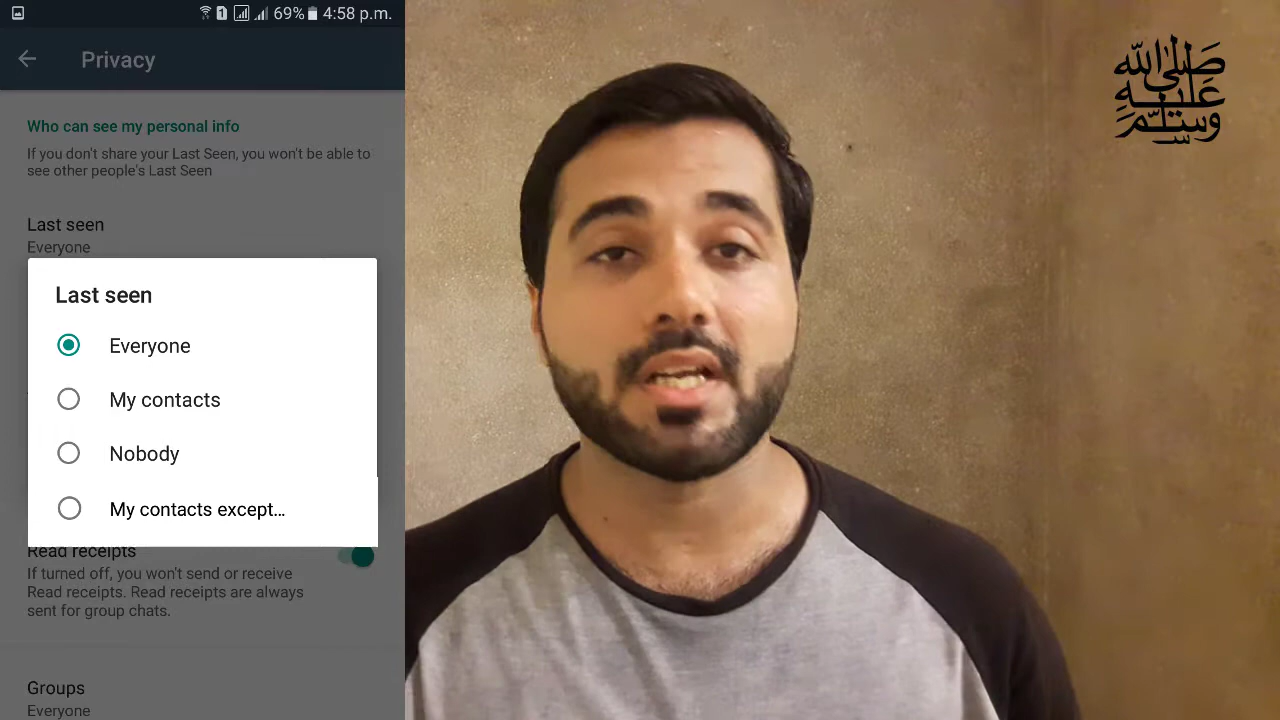 1 69% 4:58 p.m.
Privacy
Who can see my personal info
If you don't share your Last Seen, you won't be able to
see other people's Last Seen
Last seen
Everyone
Last seen
Everyone
My contacts
Nobody
My contacts except...
Read receipts
If turned off, you won't send or receive
Read receipts. Read receipts are always
sent for group chats.
Groups
Everyone
صلى الله
عليه
وسلم